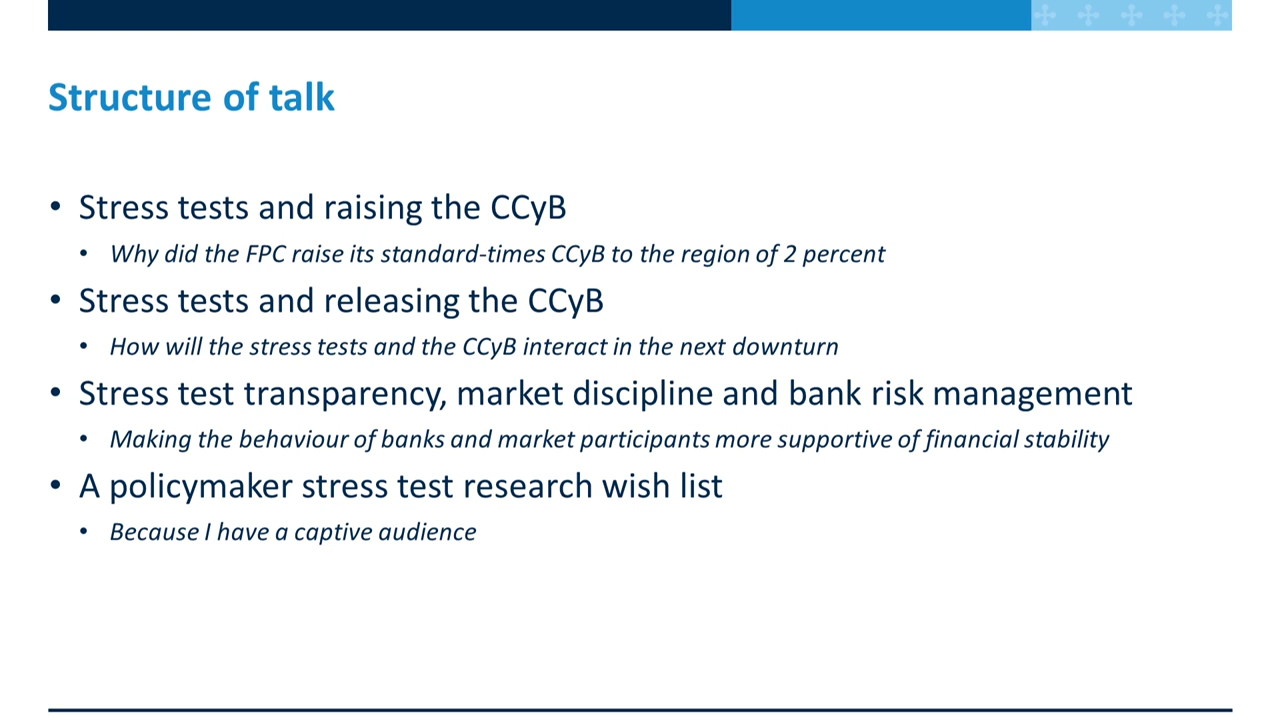 Structure of talk
• Stress tests and raising the CCyB
• Why did the FPC raise its standard-times CCyB to the region of 2 percent
• Stress tests and releasing the CCyB
• How will the stress tests and the CCyB interact in the next downturn
• Stress test transparency, market discipline and bank risk management
• Making the behaviour of banks and market participants more supportive of financial stability
• A policymaker stress test research wish list
• Because I have a captive audience